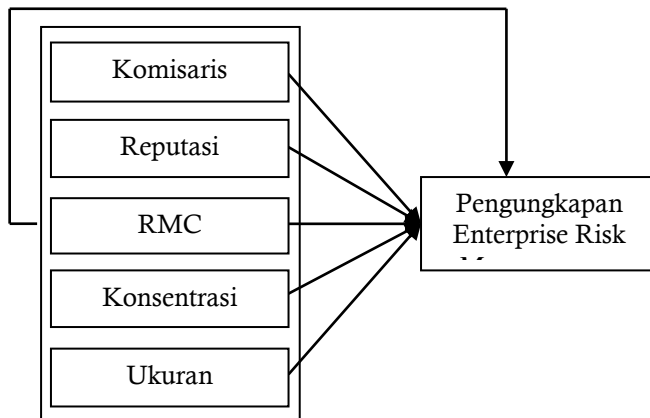 Komisaris
Reputasi
RMC
Konsentrasi
Ukuran
Pengungkapan
Enterprise Risk